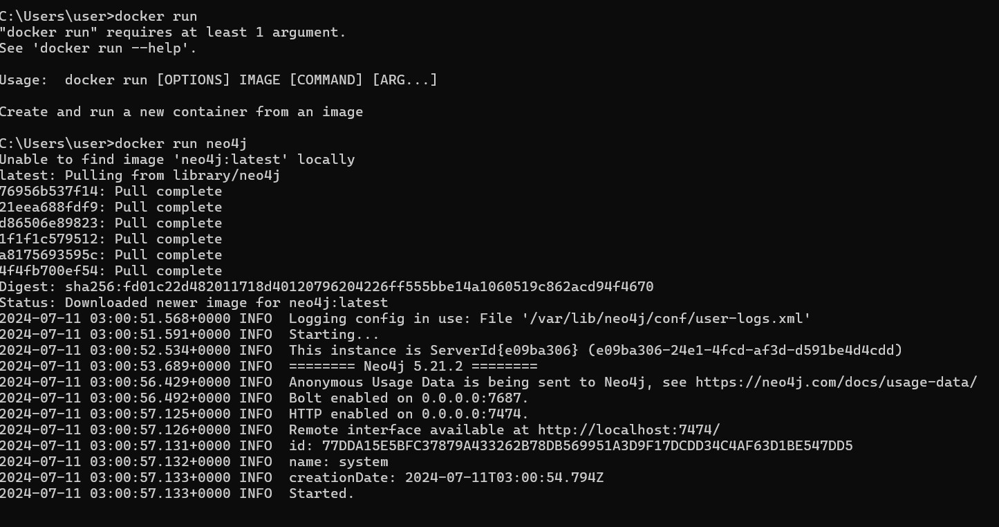 C:\Users\user>docker run
"docker run" requires at least 1 argument.
See 'docker run --help'.
Usage:  docker run [OPTIONS] IMAGE [COMMAND] [ARG...]
Create and run a new container from an image
C:\Users\user>docker run neo4j
Unable to find image 'neo4j:latest' locally
latest: Pulling from library/neo4j
76956b537f14: Pull complete
21eea688fdf9: Pull complete
d86506e89823: Pull complete
1f1f1c579512: Pull complete
a8175693595c: Pull complete
4f4fb700ef54: Pull complete
Digest: sha256:fd01c22d482011718d40120796204226ff555bbe14a1060519c862acd94f4670
Status: Downloaded newer image for neo4j:latest
2024-07-11 03:00:51.568+0000 INFO  Logging config in use: File '/var/lib/neo4j/conf/user-logs.xml'
2024-07-11 03:00:51.591+0000 INFO  Starting...
2024-07-11 03:00:52.534+0000 INFO  This instance is ServerId{e09ba306} (e09ba306-24e1-4fcd-af3d-d591be4d4cdd)
2024-07-11 03:00:53.689+0000 INFO  ======== Neo4j 5.21.2 ========
2024-07-11 03:00:56.429+0000 INFO  Anonymous Usage Data is being sent to Neo4j, see https://neo4j.com/docs/usage-data/
2024-07-11 03:00:56.492+0000 INFO  Bolt enabled on 0.0.0.0:7687.
2024-07-11 03:00:57.125+0000 INFO  HTTP enabled on 0.0.0.0:7474.
2024-07-11 03:00:57.126+0000 INFO  Remote interface available at http://localhost:7474/
2024-07-11 03:00:57.131+0000 INFO  id: 77DDA15E5BFC37879A433262B78DB569951A3D9F17DCDD34C4AF63D1BE547DD5
2024-07-11 03:00:57.132+0000 INFO  name: system
2024-07-11 03:00:57.133+0000 INFO  creationDate: 2024-07-11T03:00:54.794Z
2024-07-11 03:00:57.133+0000 INFO  Started.